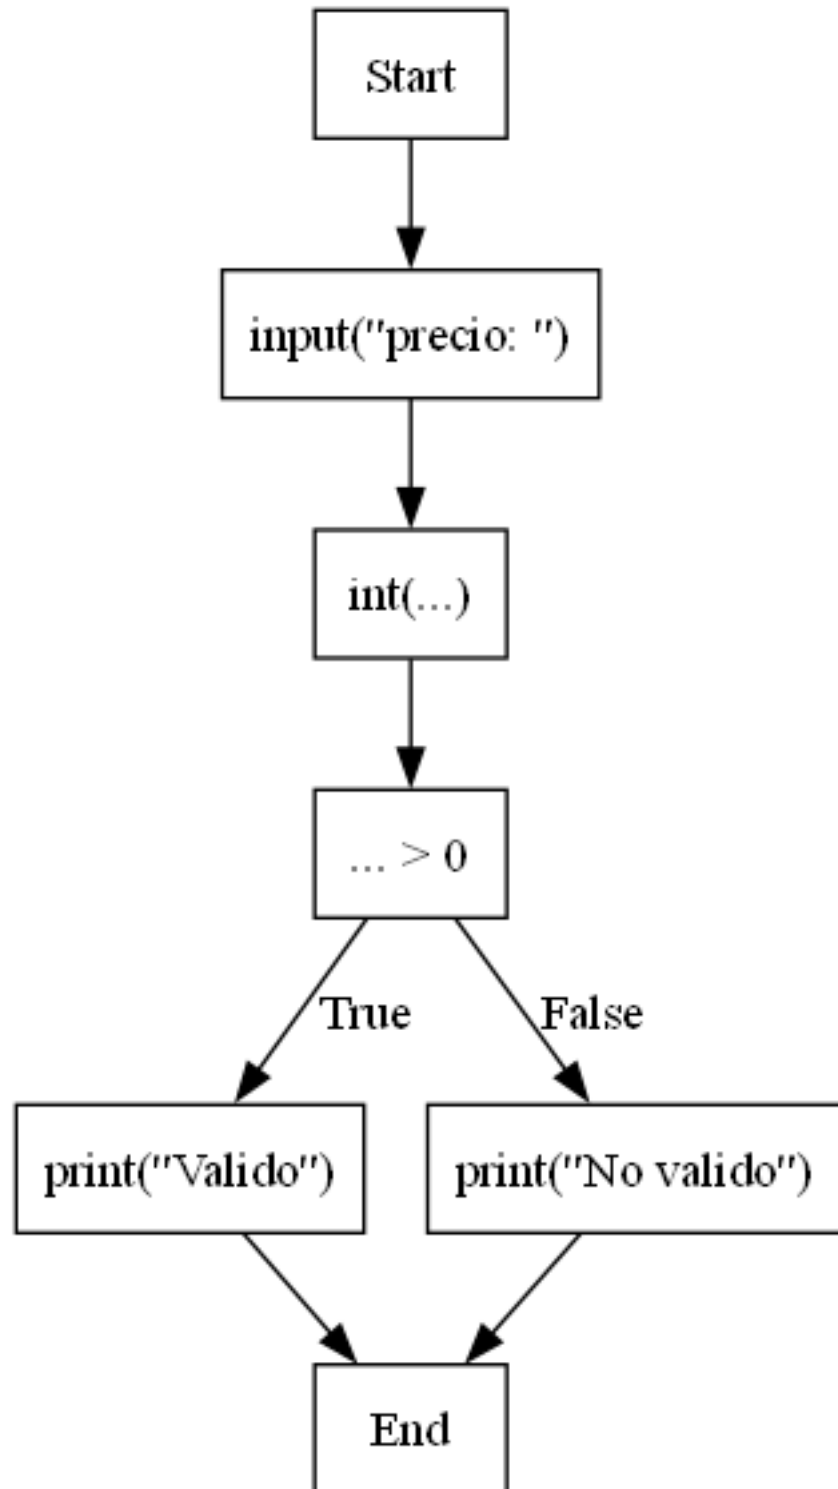 Start
input("precio: ")
int(...)
... > 0
True
False
print("Valido")
print("No valido")
End